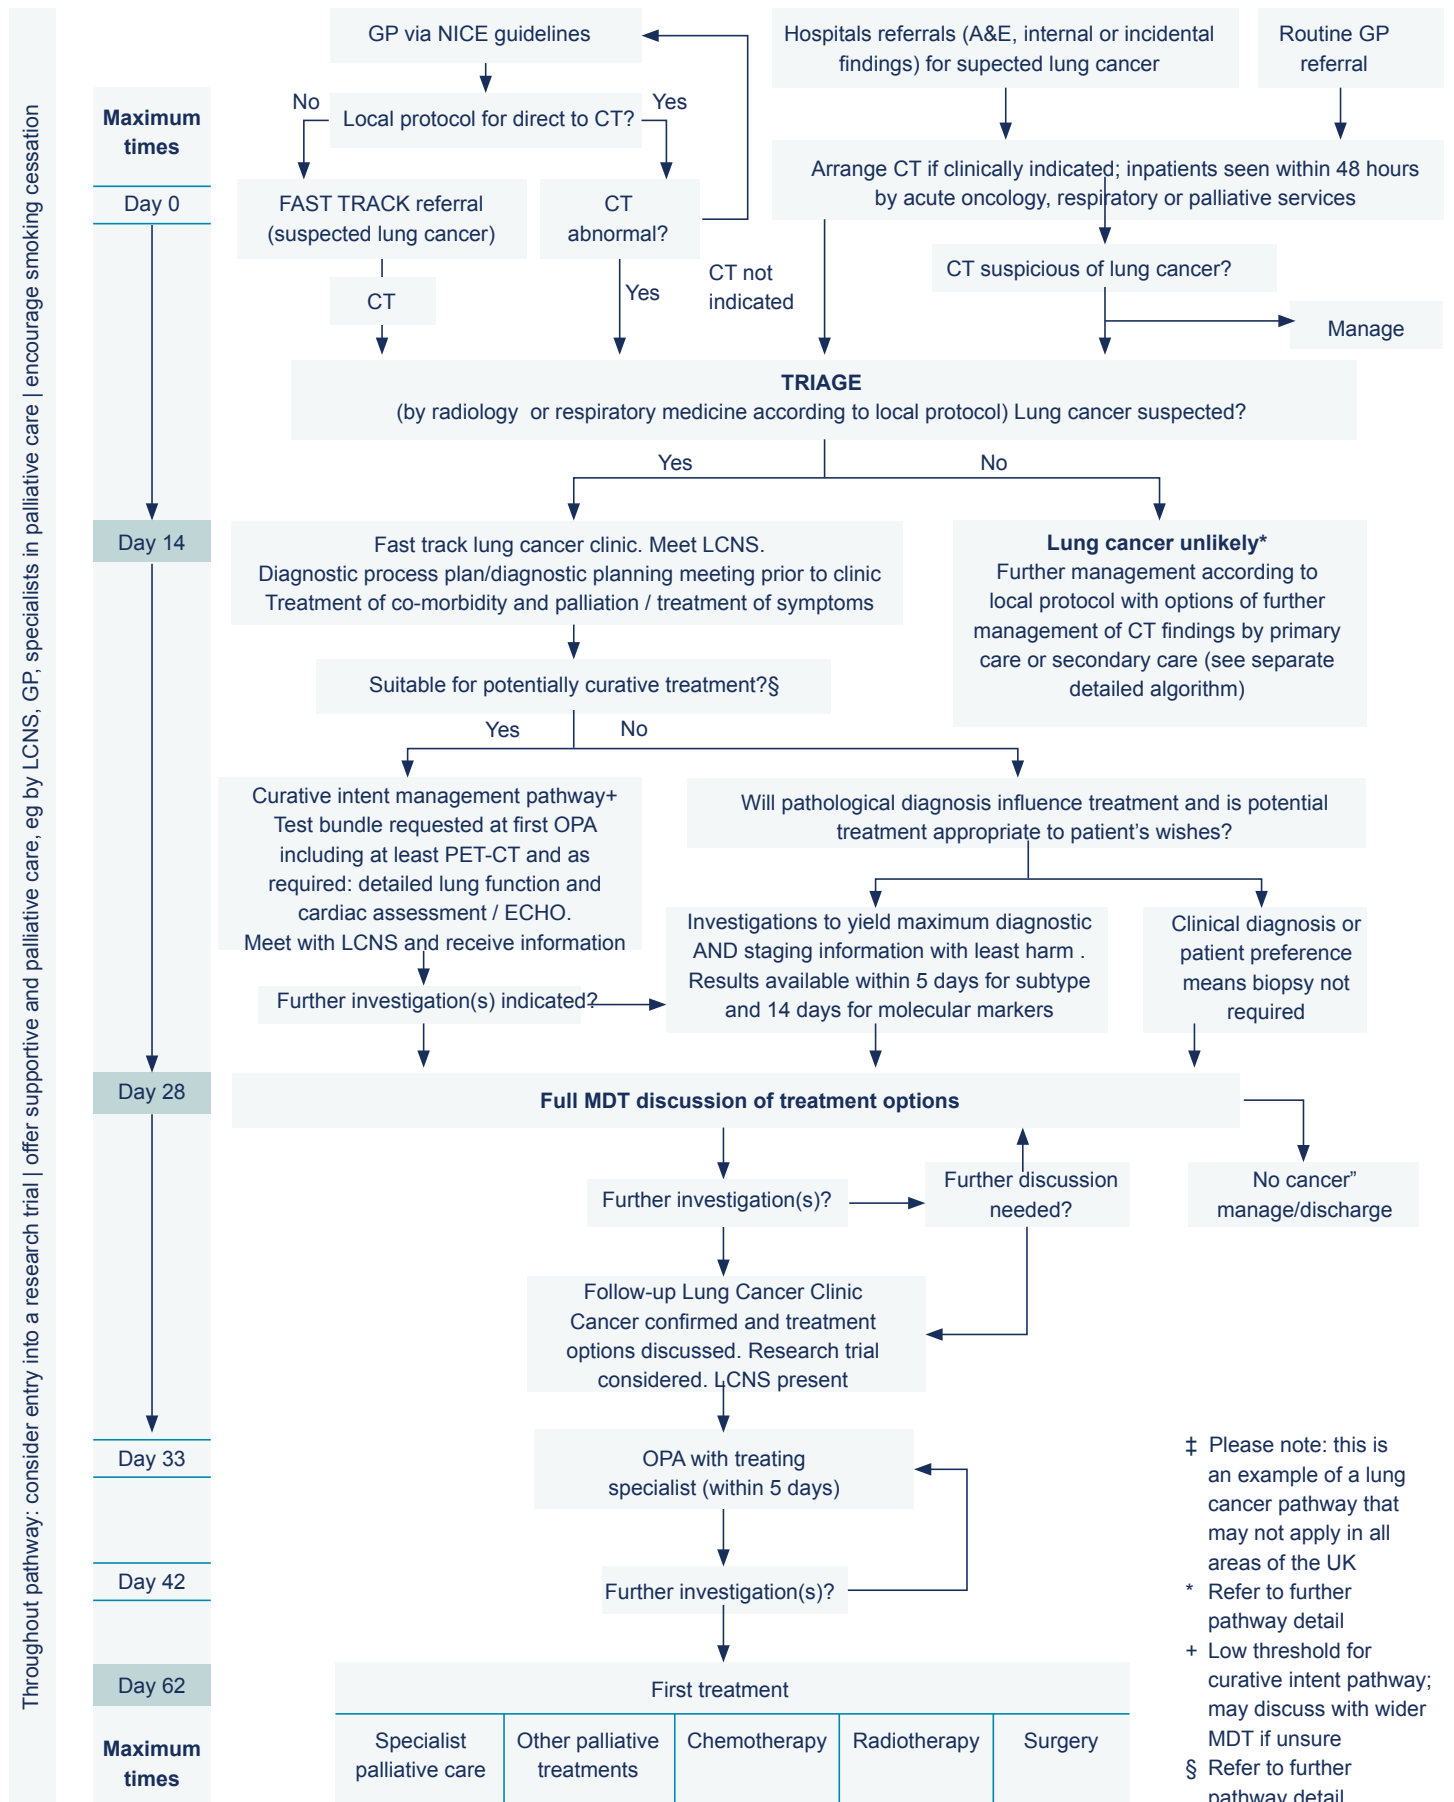 Throughout pathway: consider entry into a research trial | offer supportive and palliative care, eg by LCNS, GP, specialists in palliative care | encourage smoking cessation
Maximum
times
Day 0
Day 14
Day 28
Day 33
Day 42
Day 62
Maximum
times
GP via NICE guidelines
Hospitals referrals (A&E, internal or incidental
findings) for supected lung cancer
Routine GP
referral
No
Yes
Local protocol for direct to CT?
FAST TRACK referral
(suspected lung cancer)
CT
abnormal?
Arrange CT if clinically indicated; inpatients seen within 48 hours
by acute oncology, respiratory or palliative services
CT
Yes
CT not
indicated
CT suspicious of lung cancer?
Manage
TRIAGE
(by radiology or respiratory medicine according to local protocol) Lung cancer suspected?
Yes
No
Fast track lung cancer clinic. Meet LCNS.
Diagnostic process plan/diagnostic planning meeting prior to clinic
Treatment of co-morbidity and palliation / treatment of symptoms
Lung cancer unlikely*
Further management according to
local protocol with options of further
management of CT findings by primary
care or secondary care (see separate
detailed algorithm)
Suitable for potentially curative treatment?§
Yes
No
Curative intent management pathway+
Test bundle requested at first OPA
including at least PET-CT and as
required: detailed lung function and
cardiac assessment / ECHO.
Meet with LCNS and receive information
Will pathological diagnosis influence treatment and is potential
treatment appropriate to patient’s wishes?
Investigations to yield maximum diagnostic
AND staging information with least harm .
Results available within 5 days for subtype
and 14 days for molecular markers
Clinical diagnosis or
patient preference
means biopsy not
required
Further investigation(s) indicated?
Full MDT discussion of treatment options
Further investigation(s)?
Further discussion
needed?
No cancer”
manage/discharge
Follow-up Lung Cancer Clinic
Cancer confirmed and treatment
options discussed. Research trial
considered. LCNS present
OPA with treating
specialist (within 5 days)
Further investigation(s)?
First treatment
Specialist
palliative care
Other palliative
treatments
Chemotherapy
Radiotherapy
Surgery
‡ Please note: this is
an example of a lung
cancer pathway that
may not apply in all
areas of the UK
* Refer to further
pathway detail
+ Low threshold for
curative intent pathway;
may discuss with wider
MDT if unsure
§ Refer to further
pathway detail